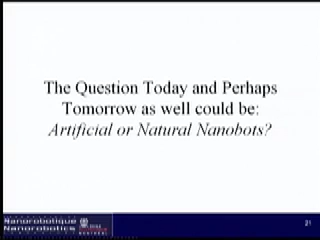 The Question Today and Perhaps
Tomorrow as well could be:
Artificial or Natural Nanobots?
Nanorobotique
Nanorobotics
21